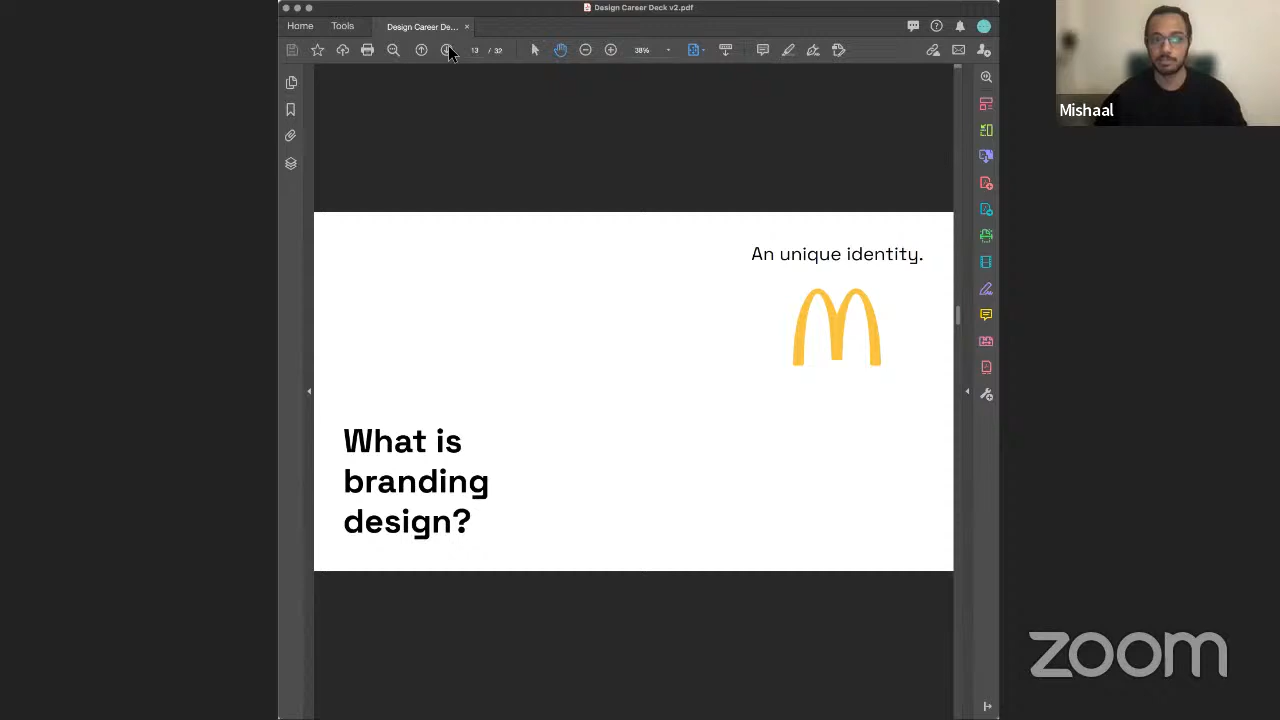 Design Career Deck v2.pdf
Home Tools Design Career De... ×
13 / 32 38%
Mishaal
An unique identity.
What is
branding
design?
zoom